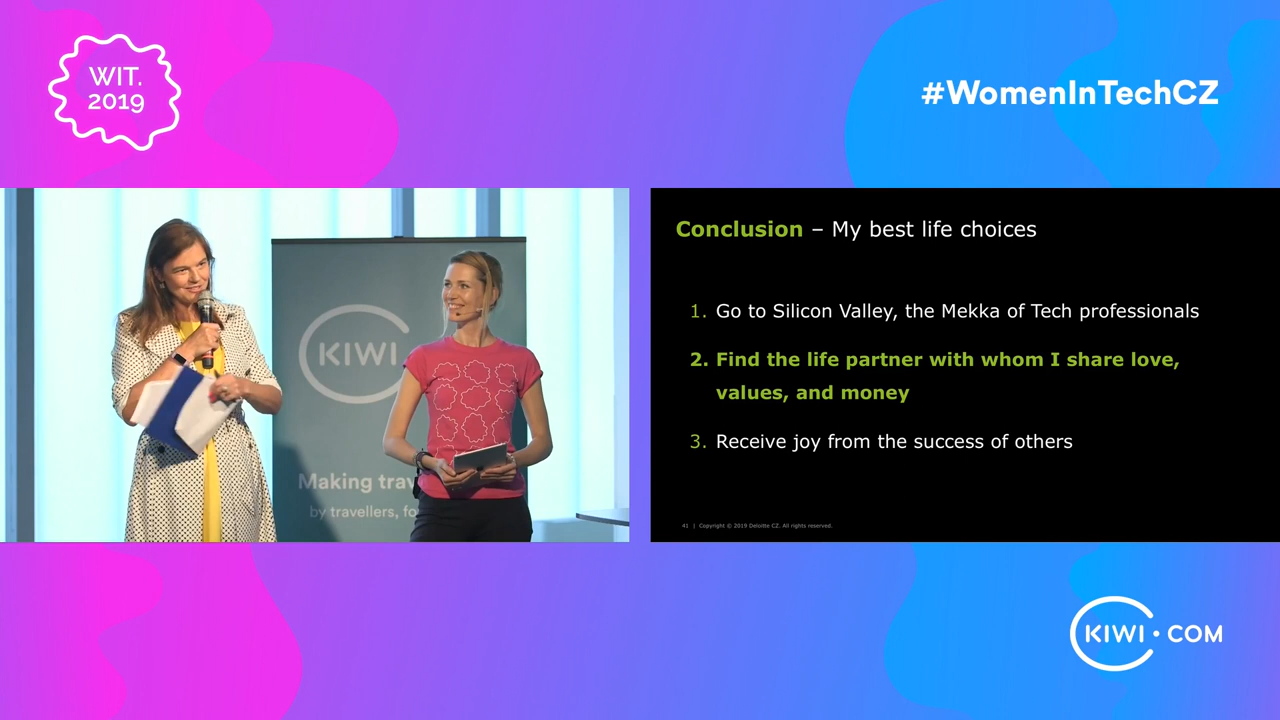 WIT.
2019
#WomenInTechCZ
KIWI
Making trav
by travellers, fo
Conclusion – My best life choices
1. Go to Silicon Valley, the Mekka of Tech professionals
2. Find the life partner with whom I share love,
values, and money
3. Receive joy from the success of others
41 | Copyright © 2019 Deloitte CZ. All rights reserved.
KIWI.COM